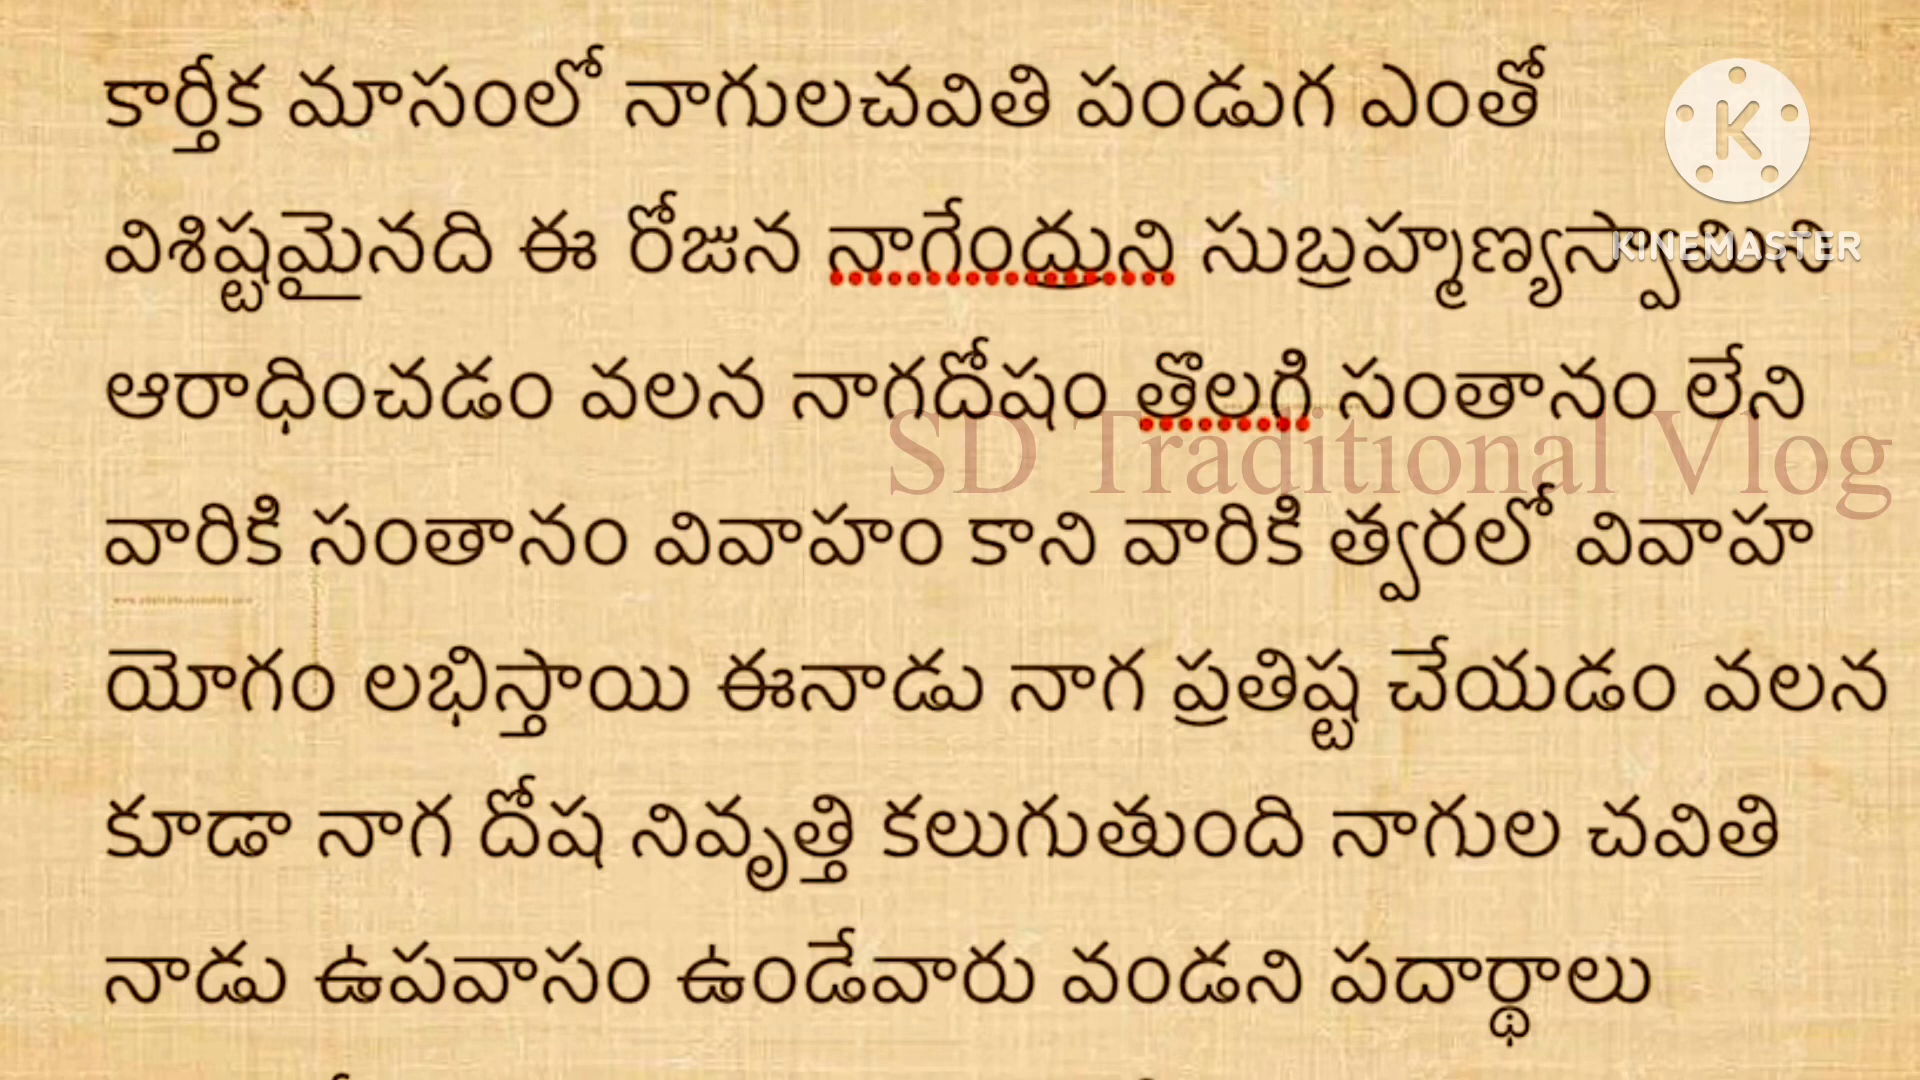 కార్తీక మాసంలో నాగులచవితి పండుగ ఎంతో
విశిష్టమైనది ఈ రోజున నాగేంద్రుని సుబ్రహ్మణ్యస్వామిని
ఆరాధించడం వలన నాగదోషం తొలగి సంతానం లేని
వారికి సంతానం వివాహం కాని వారికి త్వరలో వివాహ
యోగం లభిస్తాయి ఈనాడు నాగ ప్రతిష్ట చేయడం వలన
కూడా నాగ దోష నివృత్తి కలుగుతుంది నాగుల చవితి
నాడు ఉపవాసం ఉండేవారు వండని పదార్థాలు
K
KINEMASTER
SD Traditional Vlog